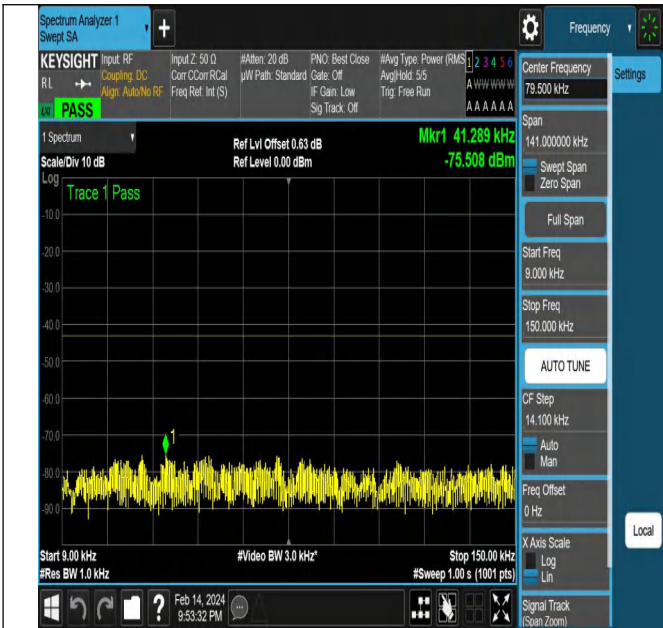 Spectrum Analyzer 1
Swept SA
+
Frequency
KEYSIGHT
RL
PASS
Input: RF
Coupling: DC
Align: Auto/No RF
Input Z: 50 Ω
Corr CCorr RCal
Freq Ref: Int (S)
#Atten: 20 dB
µW Path: Standard
PNO: Best Close
Gate: Off
IF Gain: Low
Sig Track: Off
#Avg Type: Power (RMS
Avg|Hold: 5/5
Trig: Free Run
1 2 3 4 5 6
A W W W W W
A A A A A A
1 Spectrum
Scale/Div 10 dB
Log
Ref Lvl Offset 0.63 dB
Ref Level 0.00 dBm
Mkr1 41.289 kHz
-75.508 dBm
Trace 1 Pass
-10.0
-20.0
-30.0
-40.0
-50.0
-60.0
-70.0
-80.0
-90.0
1
Start 9.00 kHz
#Res BW 1.0 kHz
#Video BW 3.0 kHz*
Stop 150.00 kHz
#Sweep 1.00 s (1001 pts)
Center Frequency
79.500 kHz
Settings
Span
141.000000 kHz
Swept Span
Zero Span
Full Span
Start Freq
9.000 kHz
Stop Freq
150.000 kHz
AUTO TUNE
CF Step
14.100 kHz
Auto
Man
Freq Offset
0 Hz
X Axis Scale
Log
Lin
Local
Signal Track
(Span Zoom)
?
Feb 14, 2024
9:53:32 PM